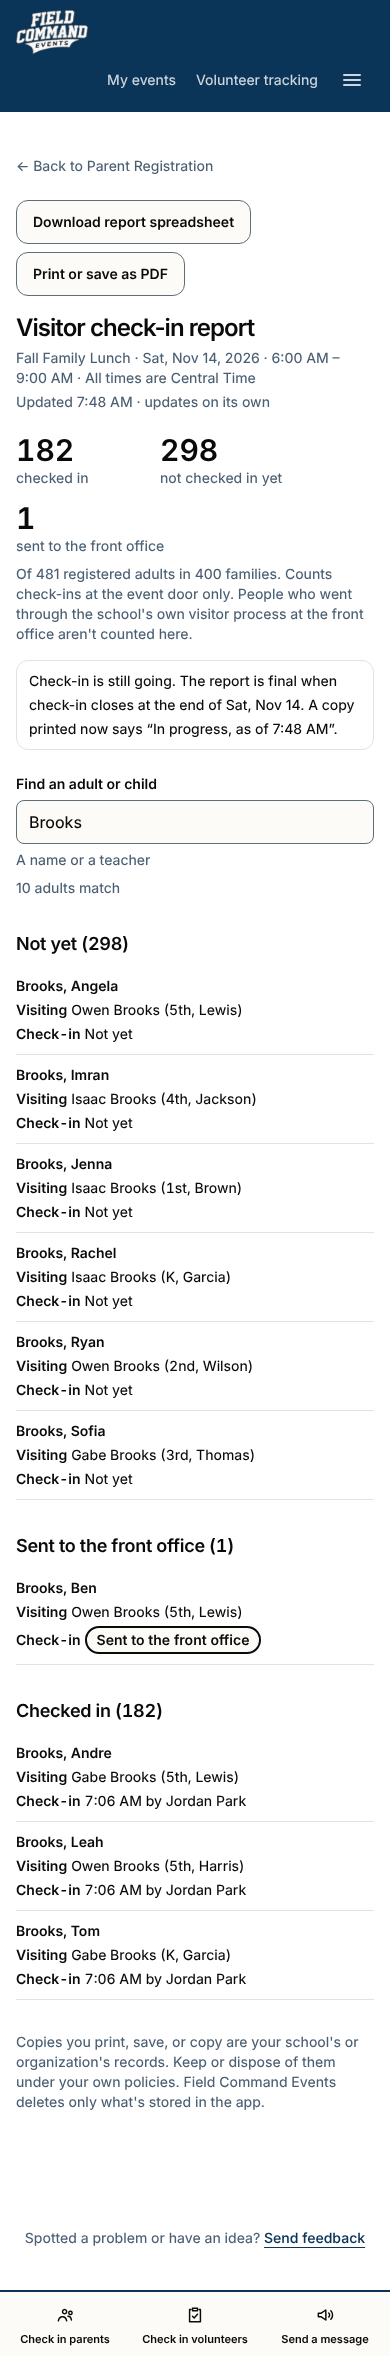 FIELD
COMMAND
EVENTS
My events Volunteer tracking
← Back to Parent Registration
Download report spreadsheet
Print or save as PDF
Visitor check-in report
Fall Family Lunch · Sat, Nov 14, 2026 · 6:00 AM –
9:00 AM · All times are Central Time
Updated 7:48 AM · updates on its own
182 298
checked in not checked in yet
1
sent to the front office
Of 481 registered adults in 400 families. Counts
check-ins at the event door only. People who went
through the school's own visitor process at the front
office aren't counted here.
Check-in is still going. The report is final when
check-in closes at the end of Sat, Nov 14. A copy
printed now says “In progress, as of 7:48 AM”.
Find an adult or child
Brooks
A name or a teacher
10 adults match
Not yet (298)
Brooks, Angela
Visiting Owen Brooks (5th, Lewis)
Check-in Not yet
Brooks, Imran
Visiting Isaac Brooks (4th, Jackson)
Check-in Not yet
Brooks, Jenna
Visiting Isaac Brooks (1st, Brown)
Check-in Not yet
Brooks, Rachel
Visiting Isaac Brooks (K, Garcia)
Check-in Not yet
Brooks, Ryan
Visiting Owen Brooks (2nd, Wilson)
Check-in Not yet
Brooks, Sofia
Visiting Gabe Brooks (3rd, Thomas)
Check-in Not yet
Sent to the front office (1)
Brooks, Ben
Visiting Owen Brooks (5th, Lewis)
Check-in Sent to the front office
Checked in (182)
Brooks, Andre
Visiting Gabe Brooks (5th, Lewis)
Check-in 7:06 AM by Jordan Park
Brooks, Leah
Visiting Owen Brooks (5th, Harris)
Check-in 7:06 AM by Jordan Park
Brooks, Tom
Visiting Gabe Brooks (K, Garcia)
Check-in 7:06 AM by Jordan Park
Copies you print, save, or copy are your school's or
organization's records. Keep or dispose of them
under your own policies. Field Command Events
deletes only what's stored in the app.
Spotted a problem or have an idea? Send feedback
Check in parents Check in volunteers Send a message